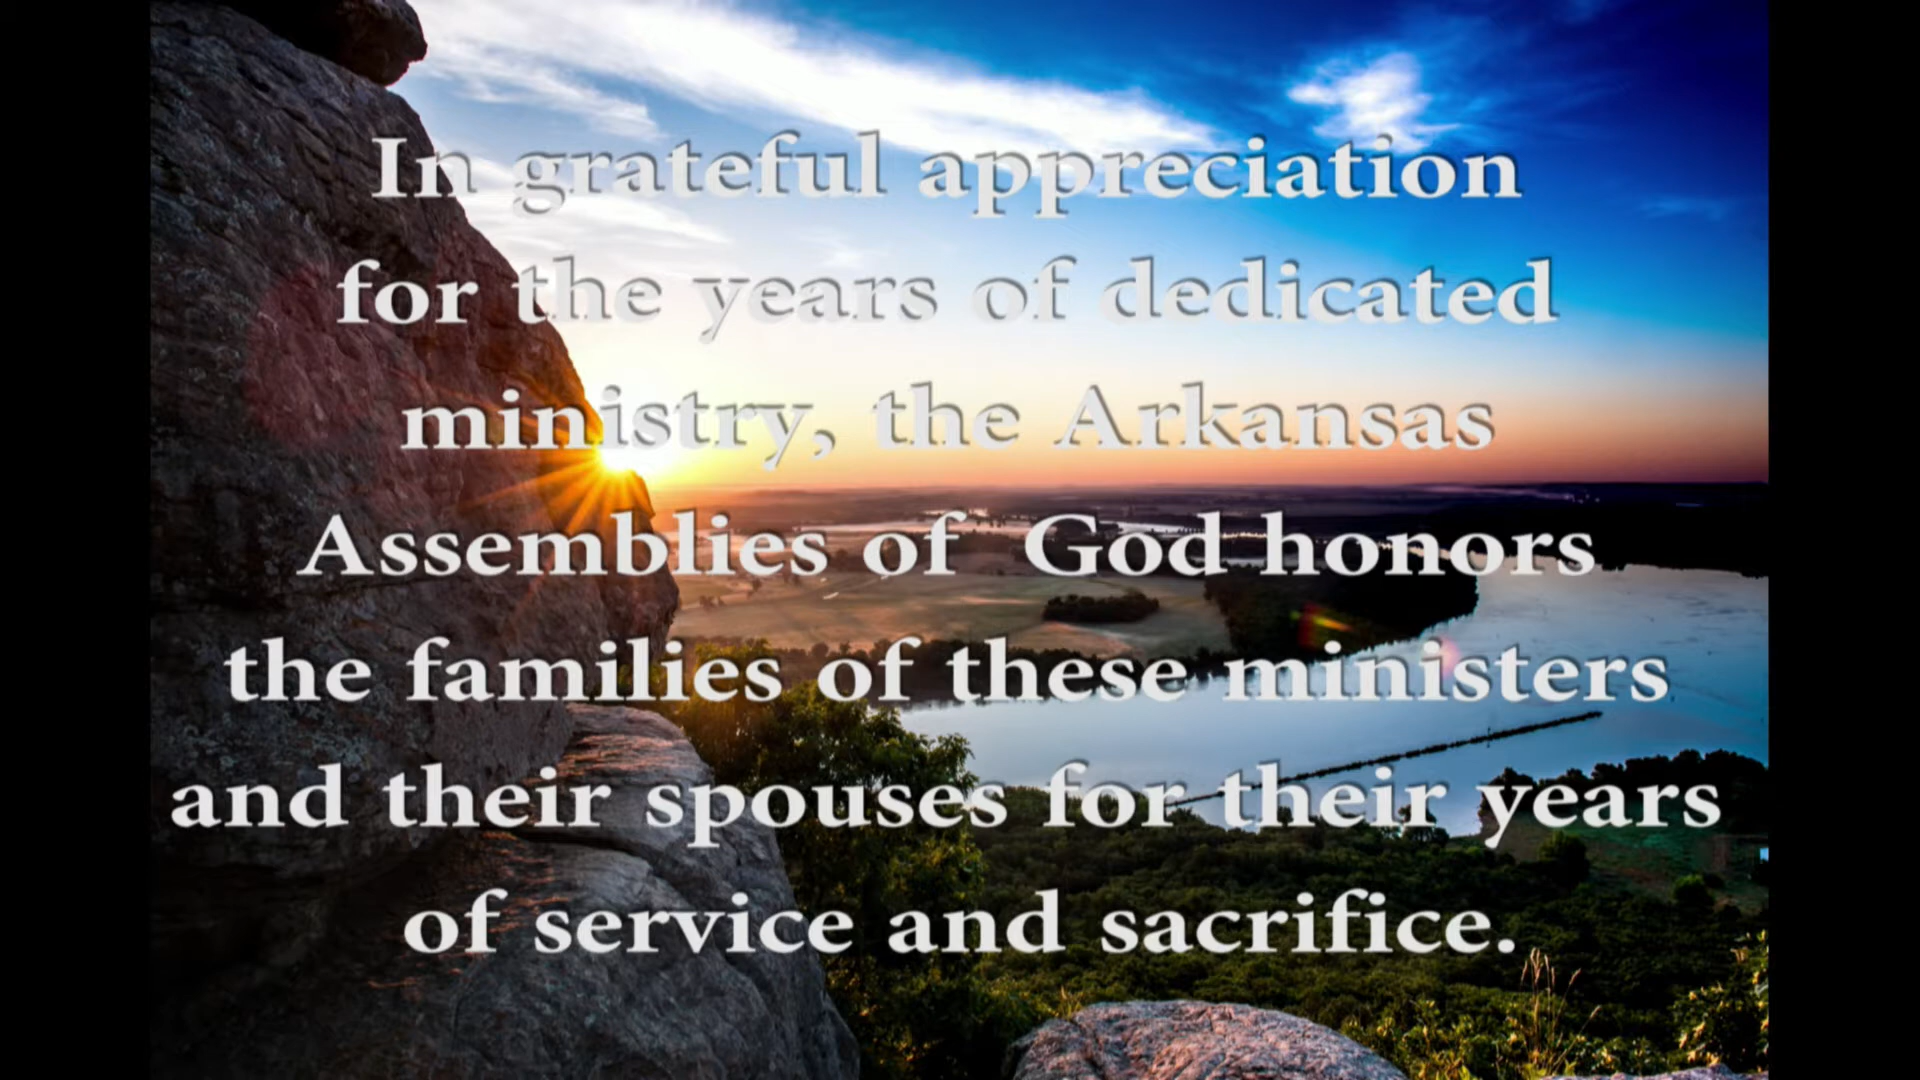 In grateful appreciation
for the years of dedicated
ministry, the Arkansas
Assemblies of God honors
the families of these ministers
and their spouses for their years
of service and sacrifice.